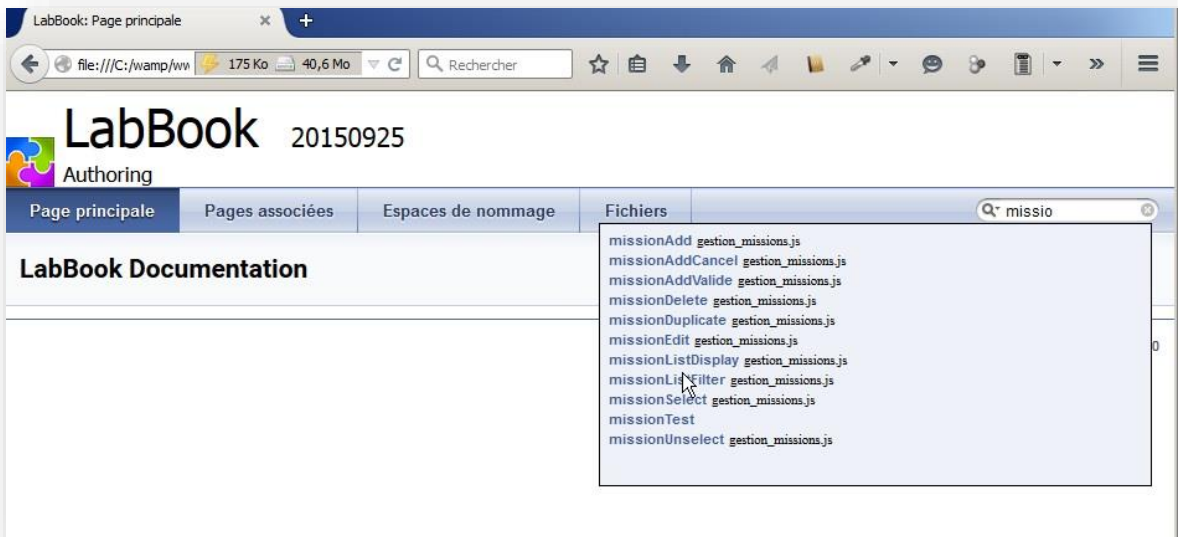 LabBook: Page principale
file:///C:/wamp/ww 175 Ko 40,6 Mo Rechercher
LabBook 20150925
Authoring
Page principale Pages associées Espaces de nommage Fichiers missio
LabBook Documentation
missionAdd gestion_missions.js
missionAddCancel gestion_missions.js
missionAddValide gestion_missions.js
missionDelete gestion_missions.js
missionDuplicate gestion_missions.js
missionEdit gestion_missions.js
missionListDisplay gestion_missions.js
missionListFilter gestion_missions.js
missionSelect gestion_missions.js
missionTest
missionUnselect gestion_missions.js
0